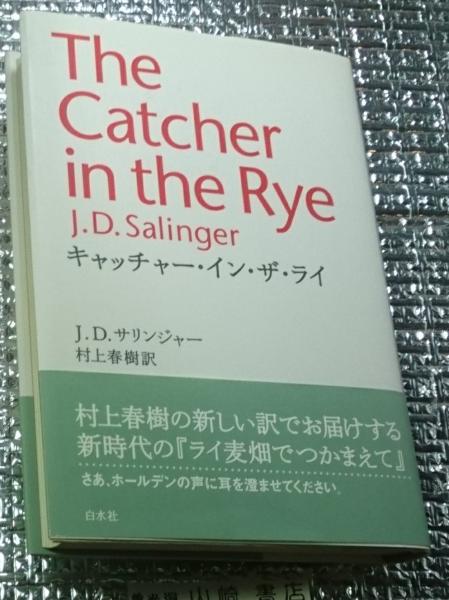 The
Catcher
in the Rye
J.D. Salinger
キャッチャー・イン・ザ・ライ
J.D.サリンジャー
村上春樹訳
村上春樹の新しい訳でお届けする
新時代の『ライ麦畑でつかまえて』
さあ、ホールデンの声に耳を澄ませてください。
白水社
山崎書店